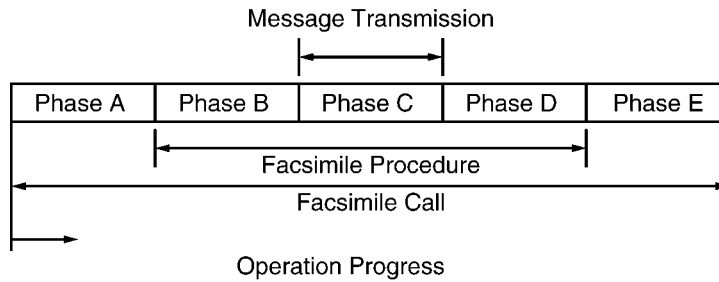 Message Transmission
Phase A Phase B Phase C Phase D Phase E
Facsimile Procedure
Facsimile Call
Operation Progress